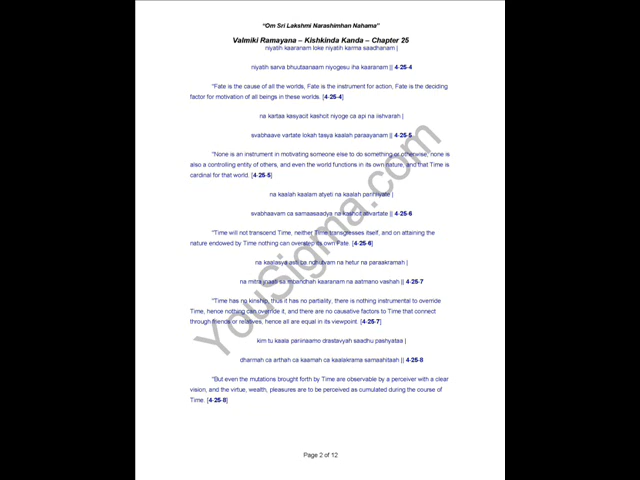 "Om Sri Lakshmi Narashimhan Nahama"
Valmiki Ramayana – Kishkinda Kanda – Chapter 25
niyatih kaaranam loke niyatih karma saadhanam |
niyatih sarva bhuutaanam niyogesu iha kaaranam || 4-25-4
"Fate is the cause of all the worlds, Fate is the instrument for action, Fate is the deciding
factor for motivation of all beings in these worlds. [4-25-4]
na kartaa kasyacit kashcit niyoge ca api na iishvarah |
svabhaave vartate lokah tasya kaalah paraayanam || 4-25-5
"None is an instrument in motivating someone else to do something or otherwise, none is
also a controlling entity of others, and even the world functions in its own nature, and that Time is
cardinal for that world. [4-25-5]
na kaalah kaalam atyeti na kaalah parihiiyate |
svabhaavam ca samaasaadya na kashcit ativartate || 4-25-6
"Time will not transcend Time, neither Time transgresses itself, and on attaining the
nature endowed by Time nothing can overstep its own Fate. [4-25-6]
na kaalasya asti bandhutvam na hetur na paraakramah |
na mitra jnaati sambandhah kaaranam na aatmano vashah || 4-25-7
"Time has no kinship, thus it has no partiality, there is nothing instrumental to override
Time, hence nothing can override it, and there are no causative factors to Time that connect
through friends or relatives, hence all are equal in its viewpoint. [4-25-7]
kim tu kaala pariinaamo drastavyah saadhu pashyataa |
dharmah ca arthah ca kaamah ca kaalakrama samaahitaah || 4-25-8
"But even the mutations brought forth by Time are observable by a perceiver with a clear
vision, and the virtue, wealth, pleasures are to be perceived as cumulated during the course of
Time. [4-25-8]
YouSigma.com
Page 2 of 12